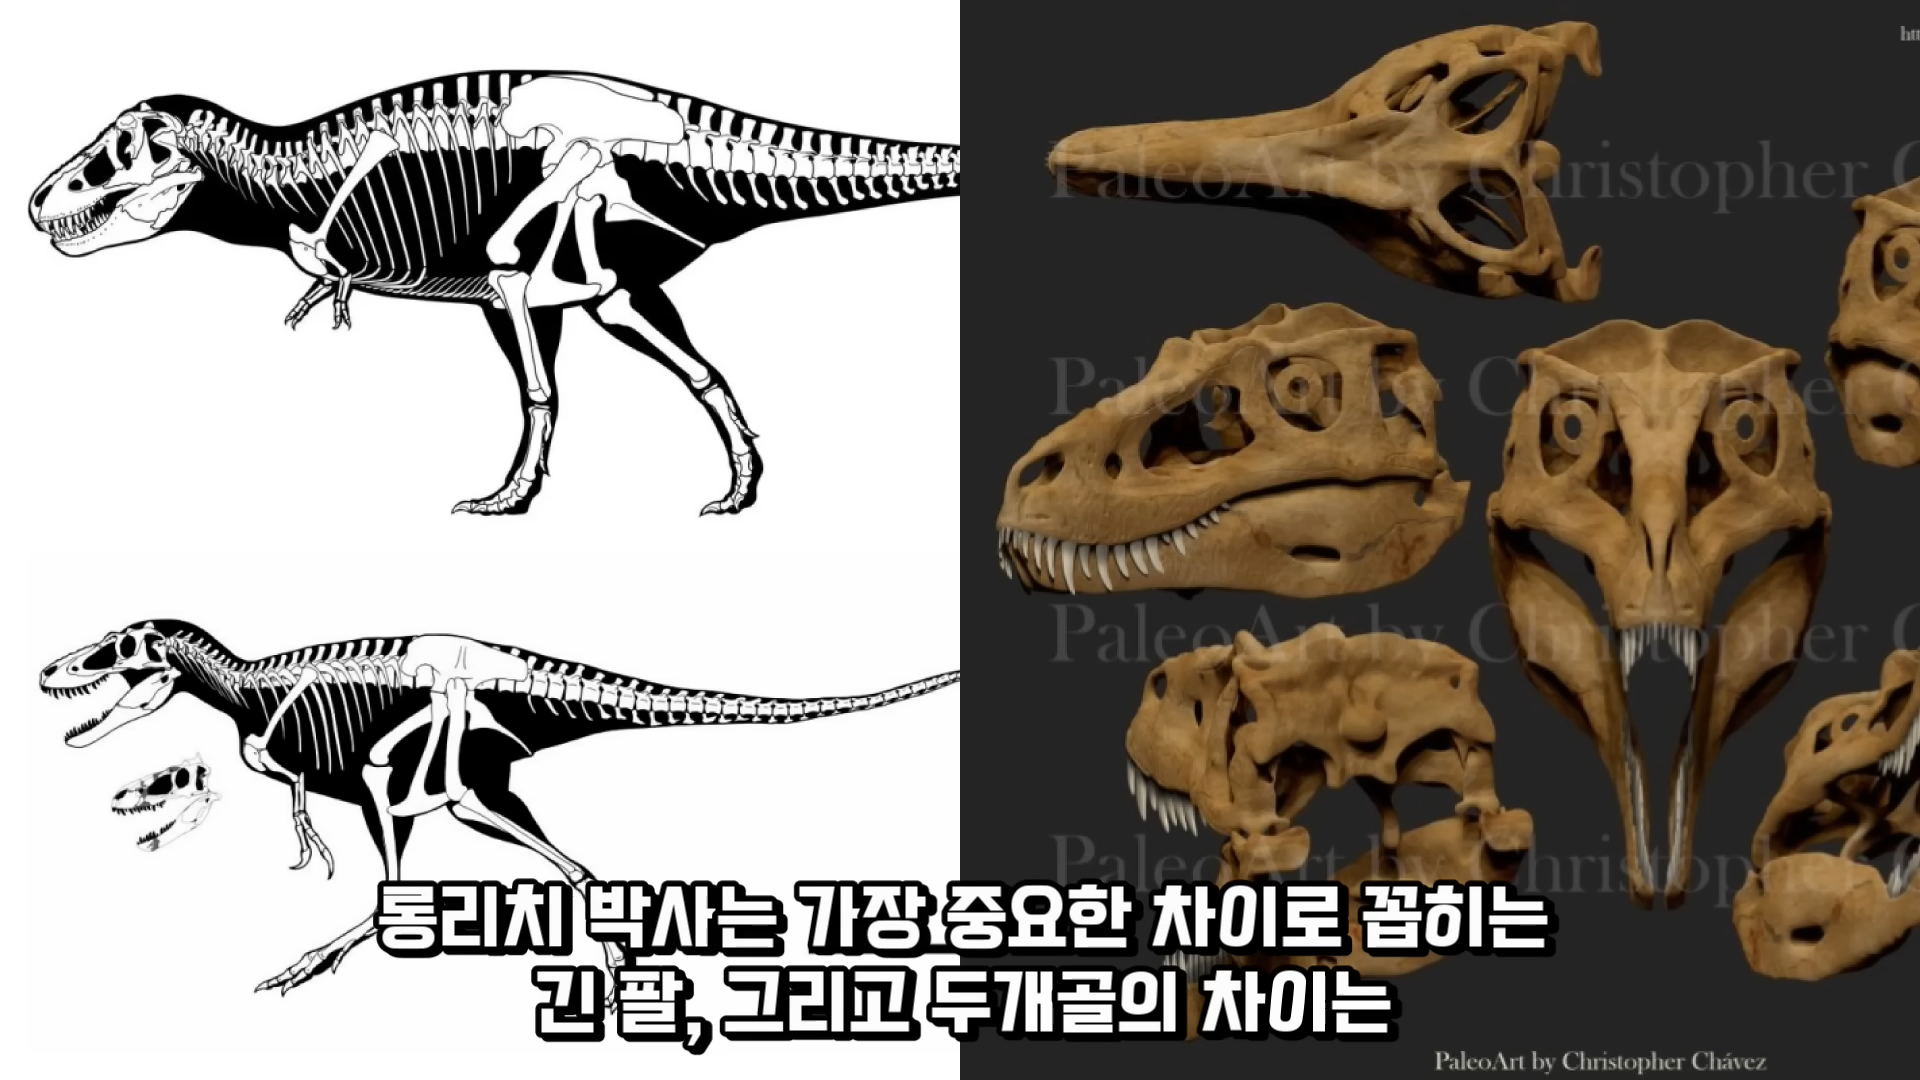 htt
PaleoArt by Christopher C
PaleoArt by Christopher C
PaleoArt by Christopher C
PaleoArt by Christopher C
롱리치 박사는 가장 중요한 차이로 꼽히는
긴 팔, 그리고 두개골의 차이는
PaleoArt by Christopher Chávez